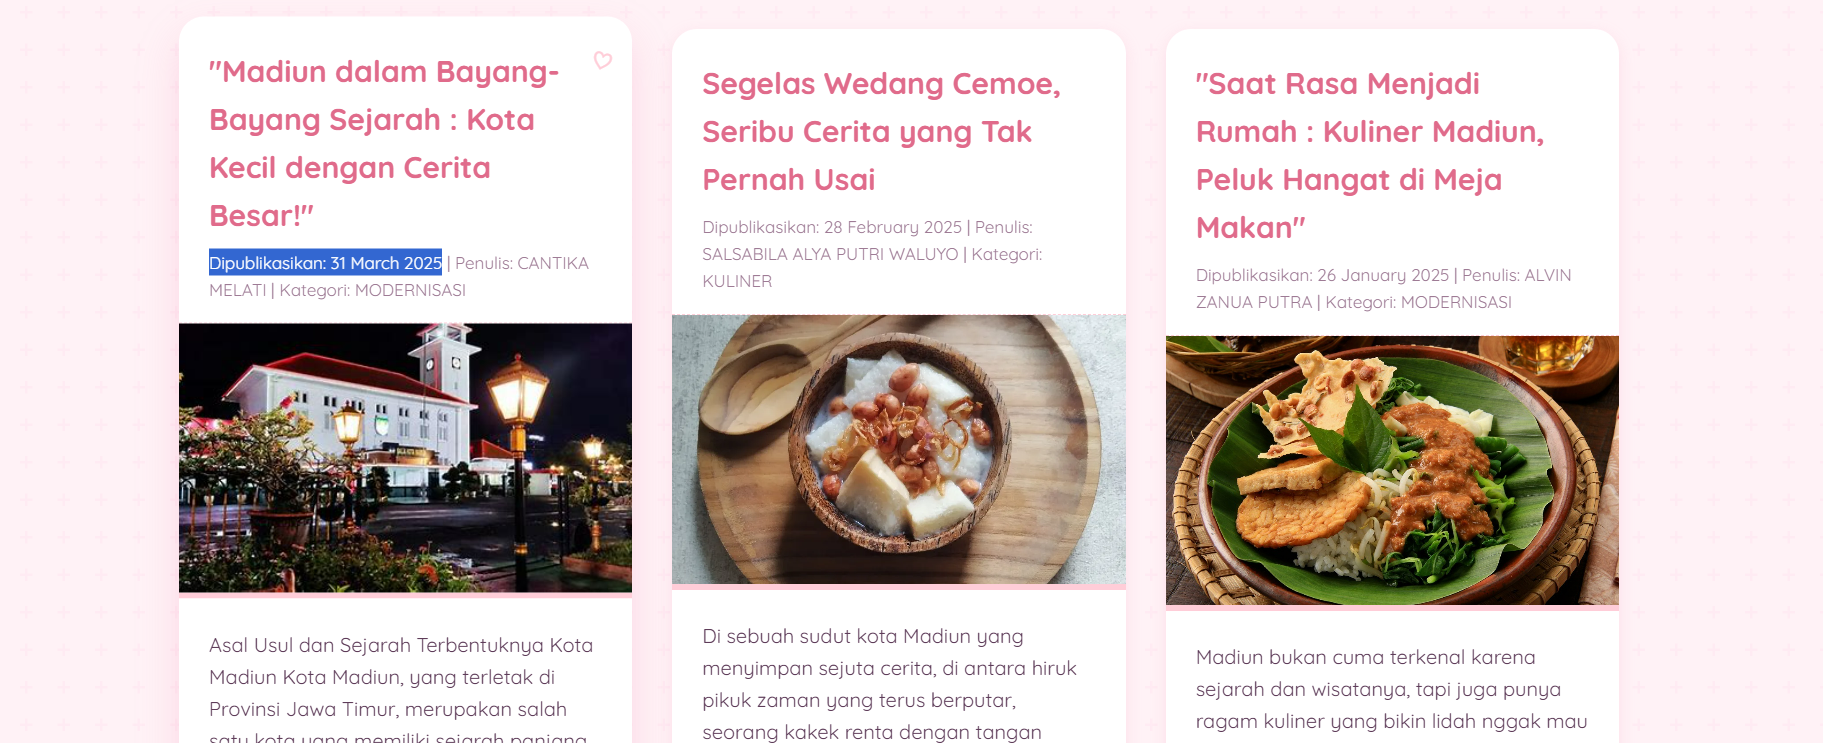 "Madiun dalam Bayang-
Bayang Sejarah : Kota
Kecil dengan Cerita
Besar!"
Dipublikasikan: 31 March 2025 | Penulis: CANTIKA
MELATI | Kategori: MODERNISASI
Asal Usul dan Sejarah Terbentuknya Kota
Madiun Kota Madiun, yang terletak di
Provinsi Jawa Timur, merupakan salah
satu kota yang memiliki sejarah panjang
Segelas Wedang Cemoe,
Seribu Cerita yang Tak
Pernah Usai
Dipublikasikan: 28 February 2025 | Penulis:
SALSABILA ALYA PUTRI WALUYO | Kategori:
KULINER
Di sebuah sudut kota Madiun yang
menyimpan sejuta cerita, di antara hiruk
pikuk zaman yang terus berputar,
seorang kakek renta dengan tangan
"Saat Rasa Menjadi
Rumah : Kuliner Madiun,
Peluk Hangat di Meja
Makan"
Dipublikasikan: 26 January 2025 | Penulis: ALVIN
ZANUA PUTRA | Kategori: MODERNISASI
Madiun bukan cuma terkenal karena
sejarah dan wisatanya, tapi juga punya
ragam kuliner yang bikin lidah nggak mau